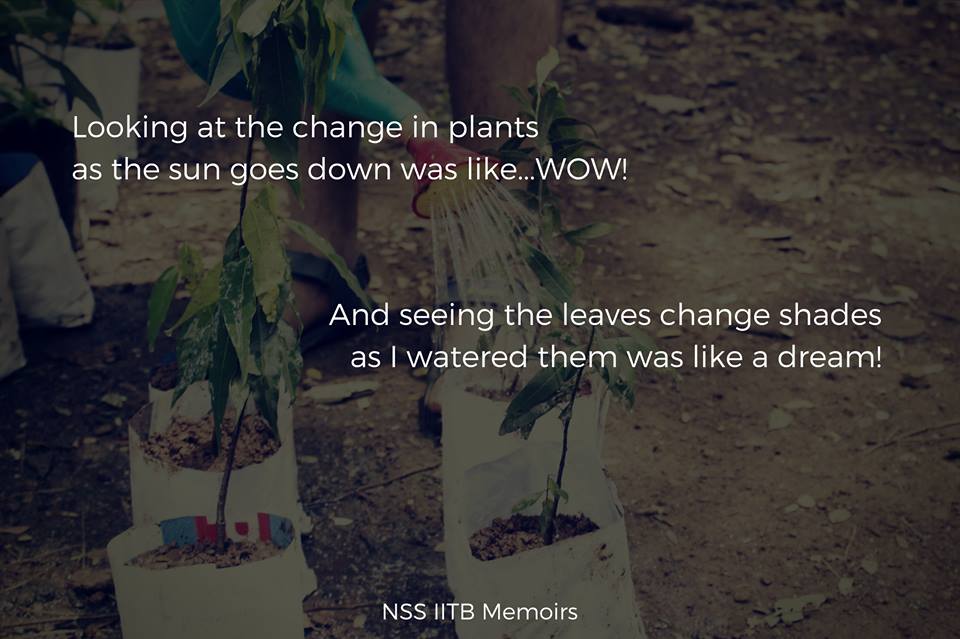 Looking at the change in plants
as the sun goes down was like...WOW!
And seeing the leaves change shades
as I watered them was like a dream!
NSS IITB Memoirs